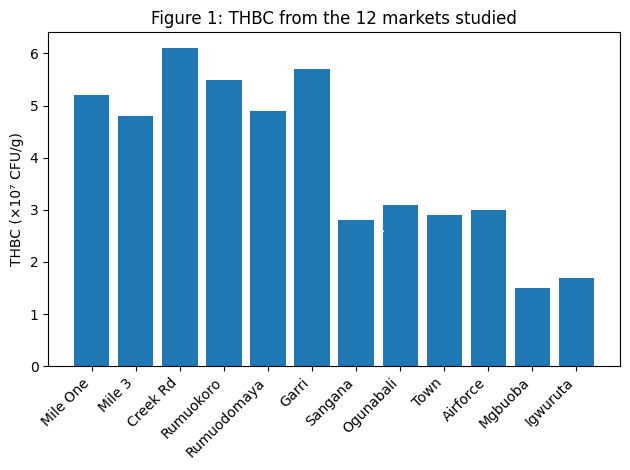 Figure 1: THBC from the 12 markets studied
THBC (×10⁷ CFU/g)
6
5
4
3
2
1
0
Mile One
Mile 3
Creek Rd
Rumuokoro
Rumuodomaya
Garri
Sangana
Ogunabali
Town
Airforce
Mgbuoba
Igwuruta